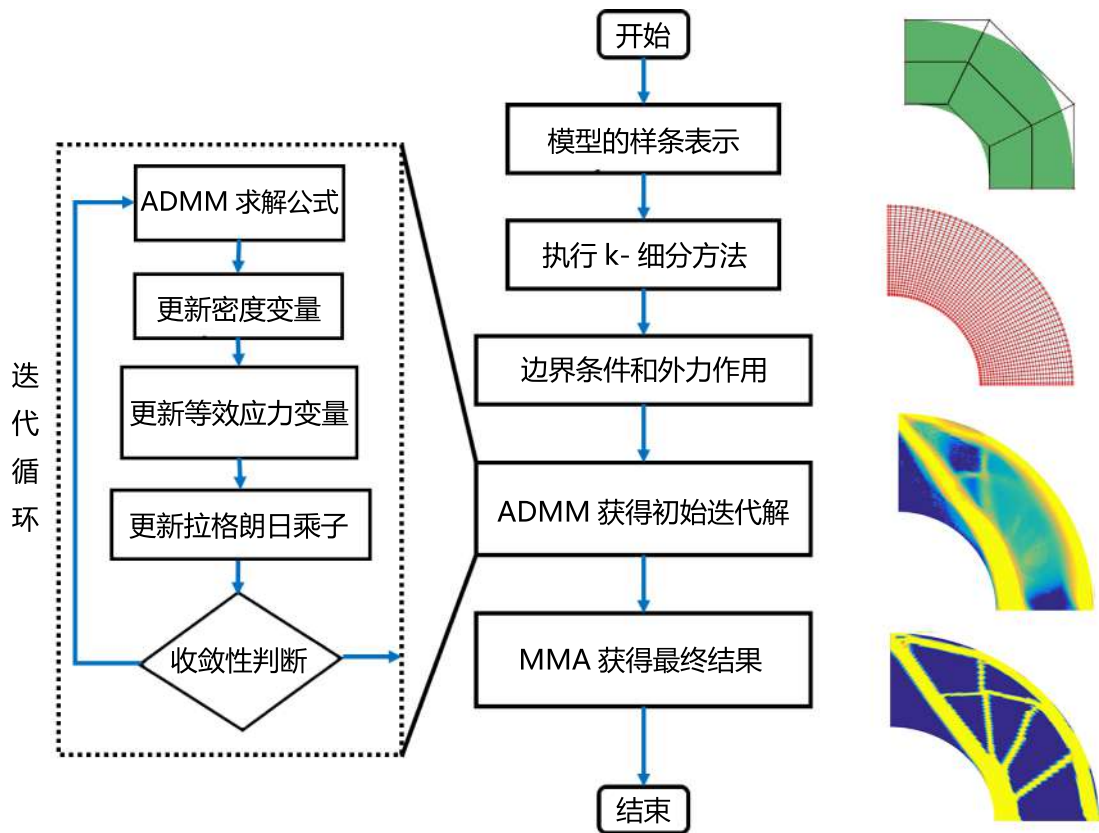 开始
模型的样条表示
执行 k- 细分方法
边界条件和外力作用
ADMM 获得初始迭代解
MMA 获得最终结果
结束
迭代循环
ADMM 求解公式
更新密度变量
更新等效应力变量
更新拉格朗日乘子
收敛性判断